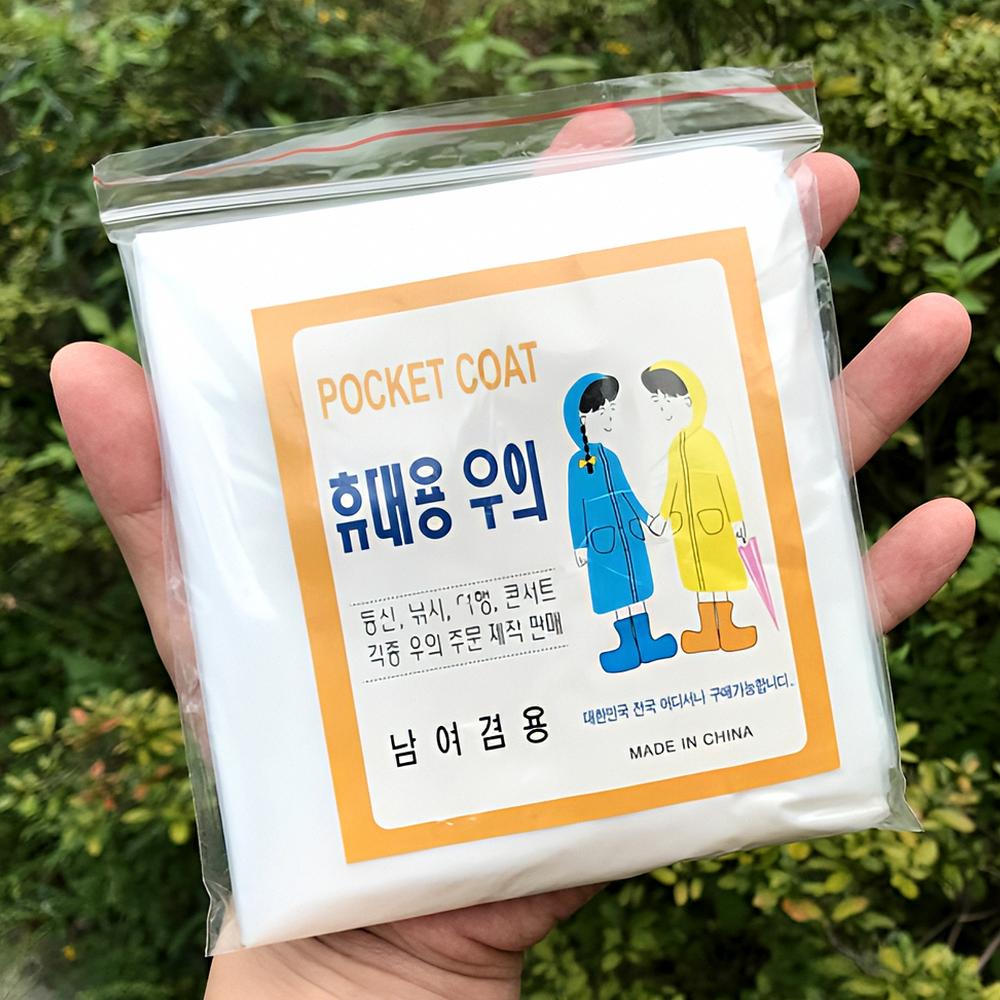 POCKET COAT
휴대용 우의
등신, 낚시, 콘서트
각종 우의 주문 제작 판매
남 여 겸 용
대한민국 전국 어디서나 구매가능합니다.
MADE IN CHINA